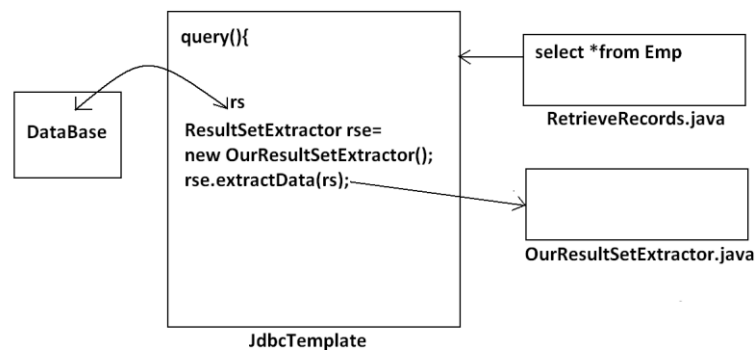 query(){
select *from Emp
rs
DataBase
ResultSetExtractor rse=
new OurResultSetExtractor();
rse.extractData(rs);
RetrieveRecords.java
OurResultSetExtractor.java
JdbcTemplate